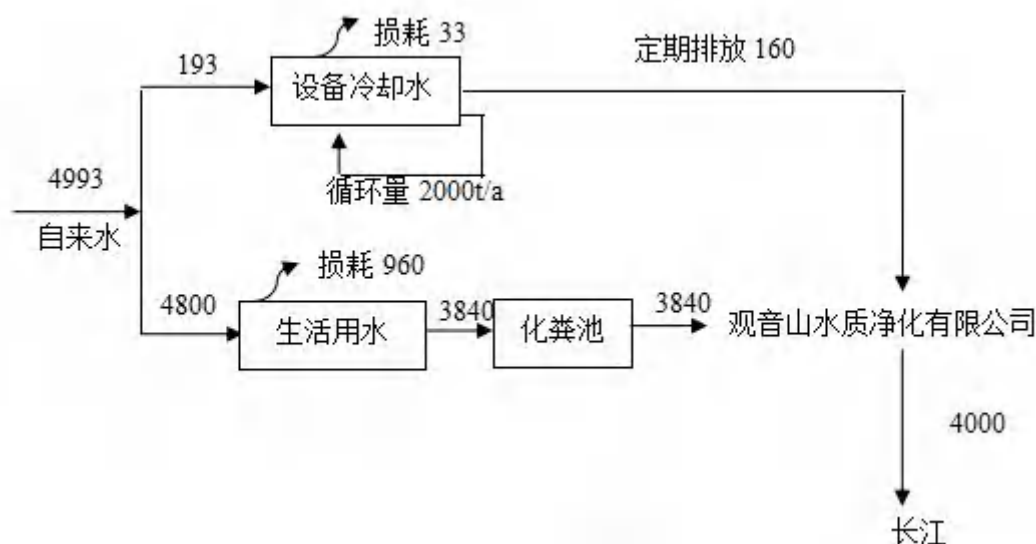 损耗 33
定期排放 160
193
设备冷却水
4993
循环量 2000t/a
自来水
损耗 960
4800
3840
3840
生活用水
化粪池
观音山水质净化有限公司
4000
长江